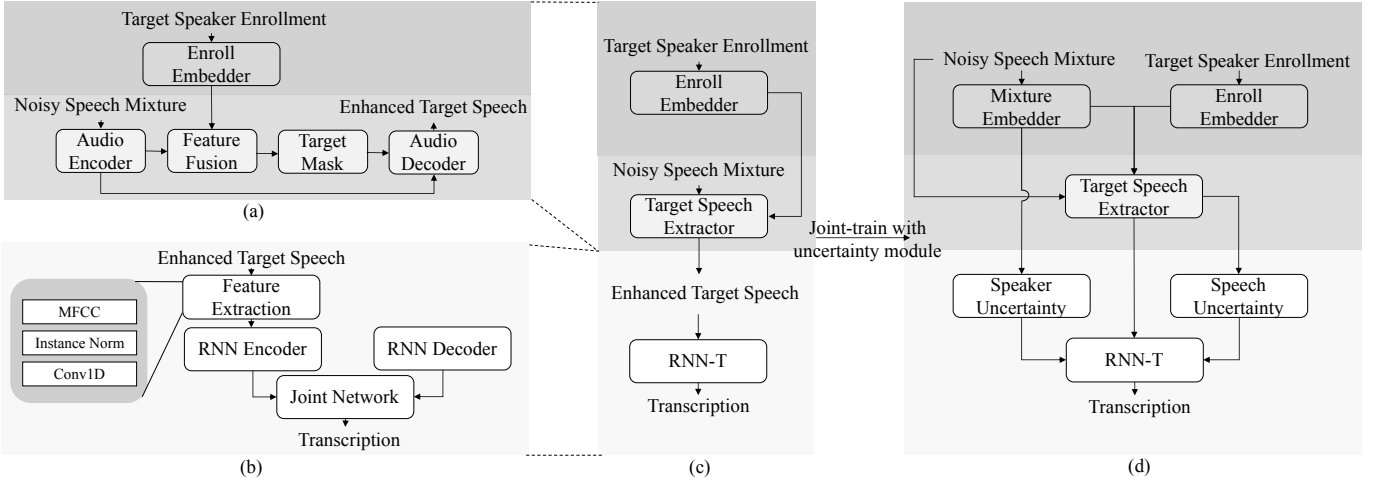 Target Speaker Enrollment
Enroll
Embedder
Noisy Speech Mixture
Enhanced Target Speech
Audio
Encoder
Feature
Fusion
Target
Mask
Audio
Decoder
(a)
Enhanced Target Speech
Feature
Extraction
MFCC
Instance Norm
Conv1D
RNN Encoder
RNN Decoder
Joint Network
Transcription
(b)
Target Speaker Enrollment
Enroll
Embedder
Noisy Speech Mixture
Target Speech
Extractor
Enhanced Target Speech
RNN-T
Transcription
(c)
Joint-train with
uncertainty module
Noisy Speech Mixture
Target Speaker Enrollment
Mixture
Embedder
Enroll
Embedder
Target Speech
Extractor
Speaker
Uncertainty
Speech
Uncertainty
RNN-T
Transcription
(d)